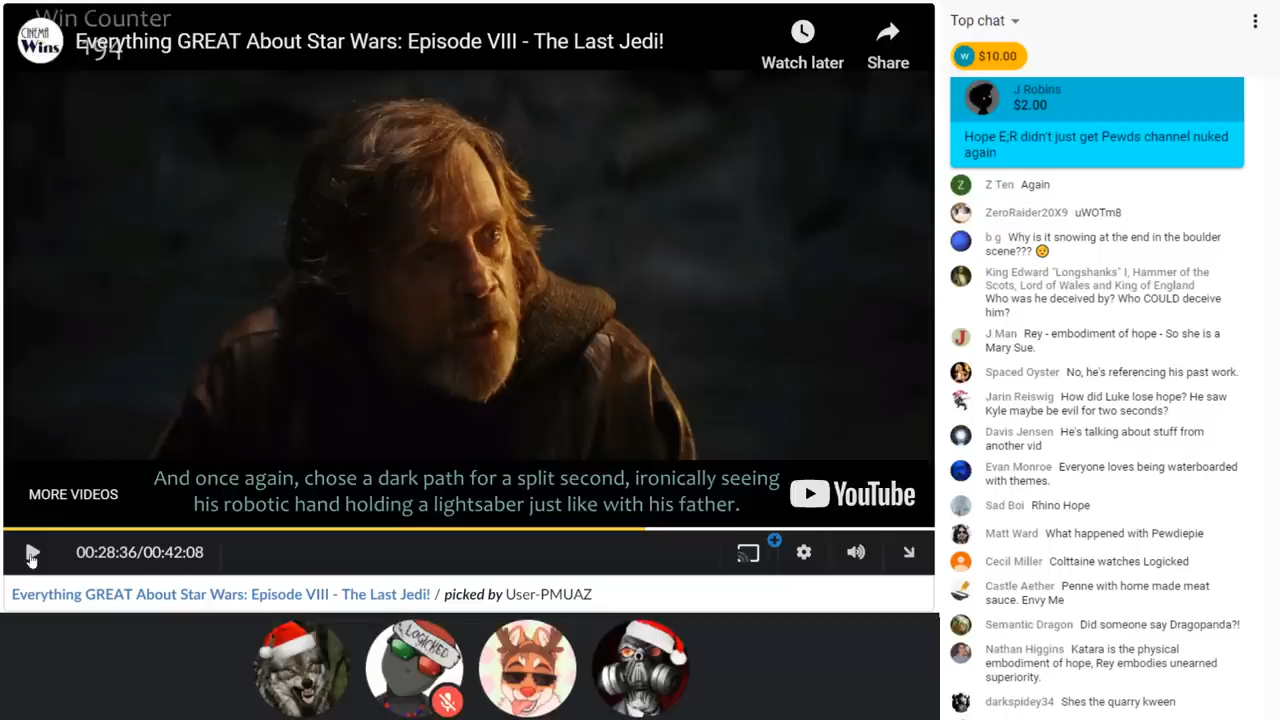 Win Counter
194
CINEMA
Wins
Everything GREAT About Star Wars: Episode VIII - The Last Jedi!
Watch later
Share
And once again, chose a dark path for a split second, ironically seeing
his robotic hand holding a lightsaber just like with his father.
MORE VIDEOS
YouTube
00:28:36/00:42:08
Everything GREAT About Star Wars: Episode VIII - The Last Jedi! / picked by User-PMUAZ
LOGICKED
Top chat
W $10.00
J Robins
$2.00
Hope E;R didn't just get Pewds channel nuked
again
Z Z Ten Again
ZeroRaider20X9 uWOTm8
b g Why is it snowing at the end in the boulder
scene???
King Edward "Longshanks" I, Hammer of the
Scots, Lord of Wales and King of England
Who was he deceived by? Who COULD deceive
him?
J J Man Rey - embodiment of hope - So she is a
Mary Sue.
Spaced Oyster No, he's referencing his past work.
Jarin Reiswig How did Luke lose hope? He saw
Kyle maybe be evil for two seconds?
Davis Jensen He's talking about stuff from
another vid
Evan Monroe Everyone loves being waterboarded
with themes.
Sad Boi Rhino Hope
Matt Ward What happened with Pewdiepie
Cecil Miller Colttaine watches Logicked
Castle Aether Penne with home made meat
sauce. Envy Me
Semantic Dragon Did someone say Dragopanda?!
Nathan Higgins Katara is the physical
embodiment of hope, Rey embodies unearned
superiority.
darkspidey34 Shes the quarry kween